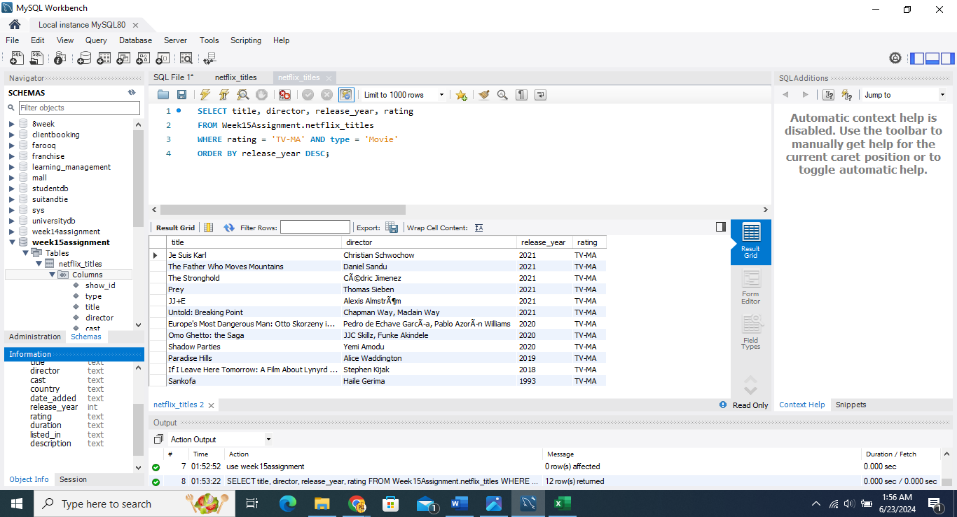 MySQL Workbench
Local instance MySQL80
File Edit View Query Database Server Tools Scripting Help
Navigator
SCHEMAS
Filter objects
8week
clientbooking
farooq
franchise
learning_management
mall
studentdb
suitandtie
sys
universitydb
week14assignment
week15assignment
Tables
netflix_titles
Columns
show_id
type
title
director
cast
Administration Schemas
Information
title text
director text
cast text
country text
date_added text
release_year int
rating text
duration text
listed_in text
description text
Object Info Session
SQL File 1* netflix_titles netflix_titles
Limit to 1000 rows
1 SELECT title, director, release_year, rating
2 FROM Week15Assignment.netflix_titles
3 WHERE rating = 'TV-MA' AND type = 'Movie'
4 ORDER BY release_year DESC;
Result Grid Filter Rows: Export: Wrap Cell Content:
title director release_year rating
Je Suis Karl Christian Schwochow 2021 TV-MA
The Father Who Moves Mountains Daniel Sandu 2021 TV-MA
The Stronghold CÃ©dric Jimenez 2021 TV-MA
Prey Thomas Sieben 2021 TV-MA
JJ+E Alexis AlmstrÃ¶m 2021 TV-MA
Untold: Breaking Point Chapman Way, Maclain Way 2021 TV-MA
Europe's Most Dangerous Man: Otto Skorzeny i... Pedro de Echave GarcÃ-a, Pablo AzorÃ-n Williams 2020 TV-MA
Omo Ghetto: the Saga JJC Skillz, Funke Akindele 2020 TV-MA
Shadow Parties Yemi Amodu 2020 TV-MA
Paradise Hills Alice Waddington 2019 TV-MA
If I Leave Here Tomorrow: A Film About Lynyrd ... Stephen Kijak 2018 TV-MA
Sankofa Haile Gerima 1993 TV-MA
Result Grid
Form Editor
Field Types
netflix_titles 2
Read Only
SQLAdditions
Jump to
Automatic context help is
disabled. Use the toolbar to
manually get help for the
current caret position or to
toggle automatic help.
Context Help Snippets
Output
Action Output
# Time Action Message Duration / Fetch
7 01:52:52 use week15assignment 0 row(s) affected 0.000 sec
8 01:53:22 SELECT title, director, release_year, rating FROM Week15Assignment.netflix_titles WHERE ... 12 row(s) returned 0.000 sec / 0.000 sec
Type here to search
1:56 AM
6/23/2024